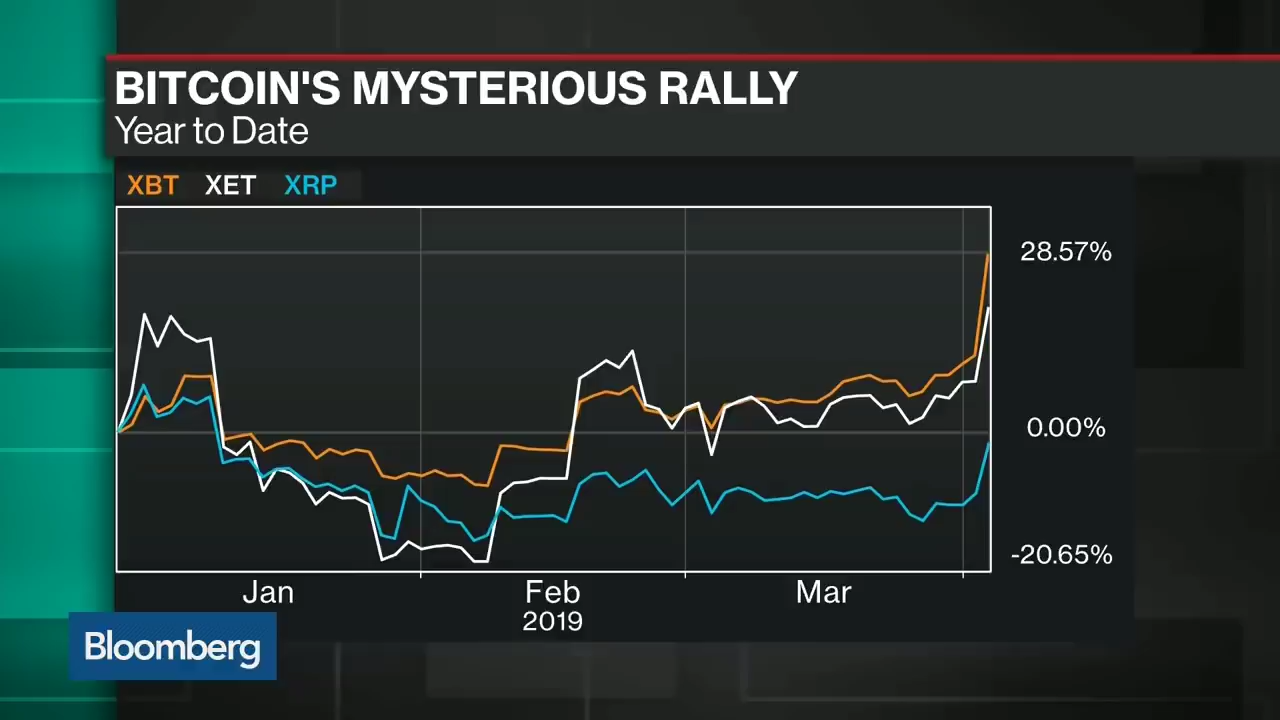 BITCOIN'S MYSTERIOUS RALLY
Year to Date
XBT XET XRP
28.57%
0.00%
-20.65%
Jan Feb Mar
2019
Bloomberg